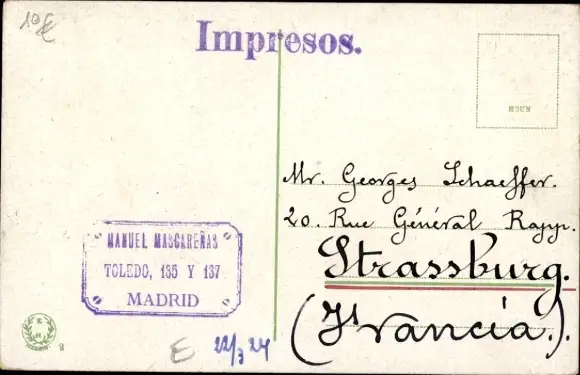 10€
Impresos.
Mr. Georges Schaeffer.
20. Rue Général Rapp.
Strassburg.
(Francia.)
MANUEL MASCAREÑAS
TOLEDO, 135 Y 137
MADRID
E
22/3 24
E
H
2